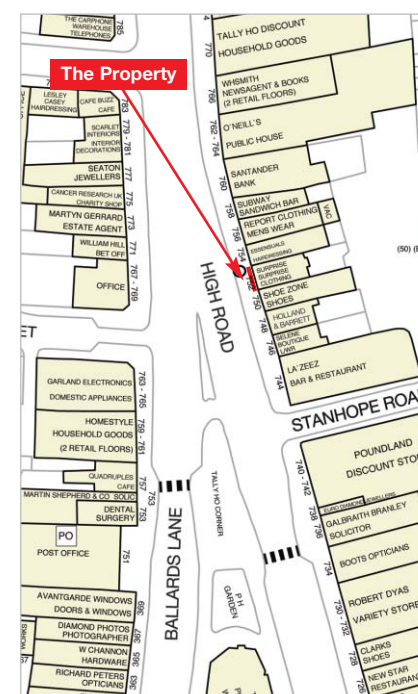 THE CARPHONE
WAREHOUSE
TELEPHONES
785
The Property
LESLEY
CASEY
HAIRDRESSING
CAFE BUZZ
CAFE
783
SCARLET
INTERIORS
INTERIOR
DECORATIONS
779 - 781
SEATON
JEWELLERS
777
CANCER RESEARCH UK
CHARITY SHOP
775
MARTYN GERRARD
ESTATE AGENT
773
WILLIAM HILL
BET OFF
771
OFFICE
767 - 769
TALLY HO DISCOUNT
HOUSEHOLD GOODS
770
WHSMITH
NEWSAGENT & BOOKS
(2 RETAIL FLOORS)
766
O'NEILL'S
PUBLIC HOUSE
762 - 764
SANTANDER
BANK
760
SUBWAY
SANDWICH BAR
758
REPORT CLOTHING
MENS WEAR
756
VAC
ESSENSUALS
HAIRDRESSING
754
SURPRISE
SURPRISE
CLOTHING
752
SHOE ZONE
SHOES
750
HOLLAND
& BARRETT
748
SELENE
BOUTIQUE
LWR
746
LA' ZEEZ
BAR & RESTAURANT
744
HIGH ROAD
STANHOPE ROA
GARLAND ELECTRONICS
DOMESTIC APPLIANCES
763 - 765
HOMESTYLE
HOUSEHOLD GOODS
(2 RETAIL FLOORS)
759 - 761
QUADRUPLES
CAFE
757
MARTIN SHEPHERD & CO SOLIC
753
DENTAL
SURGERY
753
PO
POST OFFICE
751
AVANTGARDE WINDOWS
DOORS & WINDOWS
369
DIAMOND PHOTOS
PHOTOGRAPHER
367
W CHANNON
HARDWARE
365
RICHARD PETERS
OPTICIANS
363
WORKS
BALLARDS LANE
TALLY HO CORNER
P H
GARDEN
POUNDLAND
DISCOUNT STO
740 - 742
EURO DIAMOND JEWELLERS
738
GALBRAITH BRANLEY
SOLICITOR
736
BOOTS OPTICIANS
734
ROBERT DYAS
VARIETY STORE
730 - 732
CLARKS
SHOES
728
NEW STAR
RESTAURAN
726